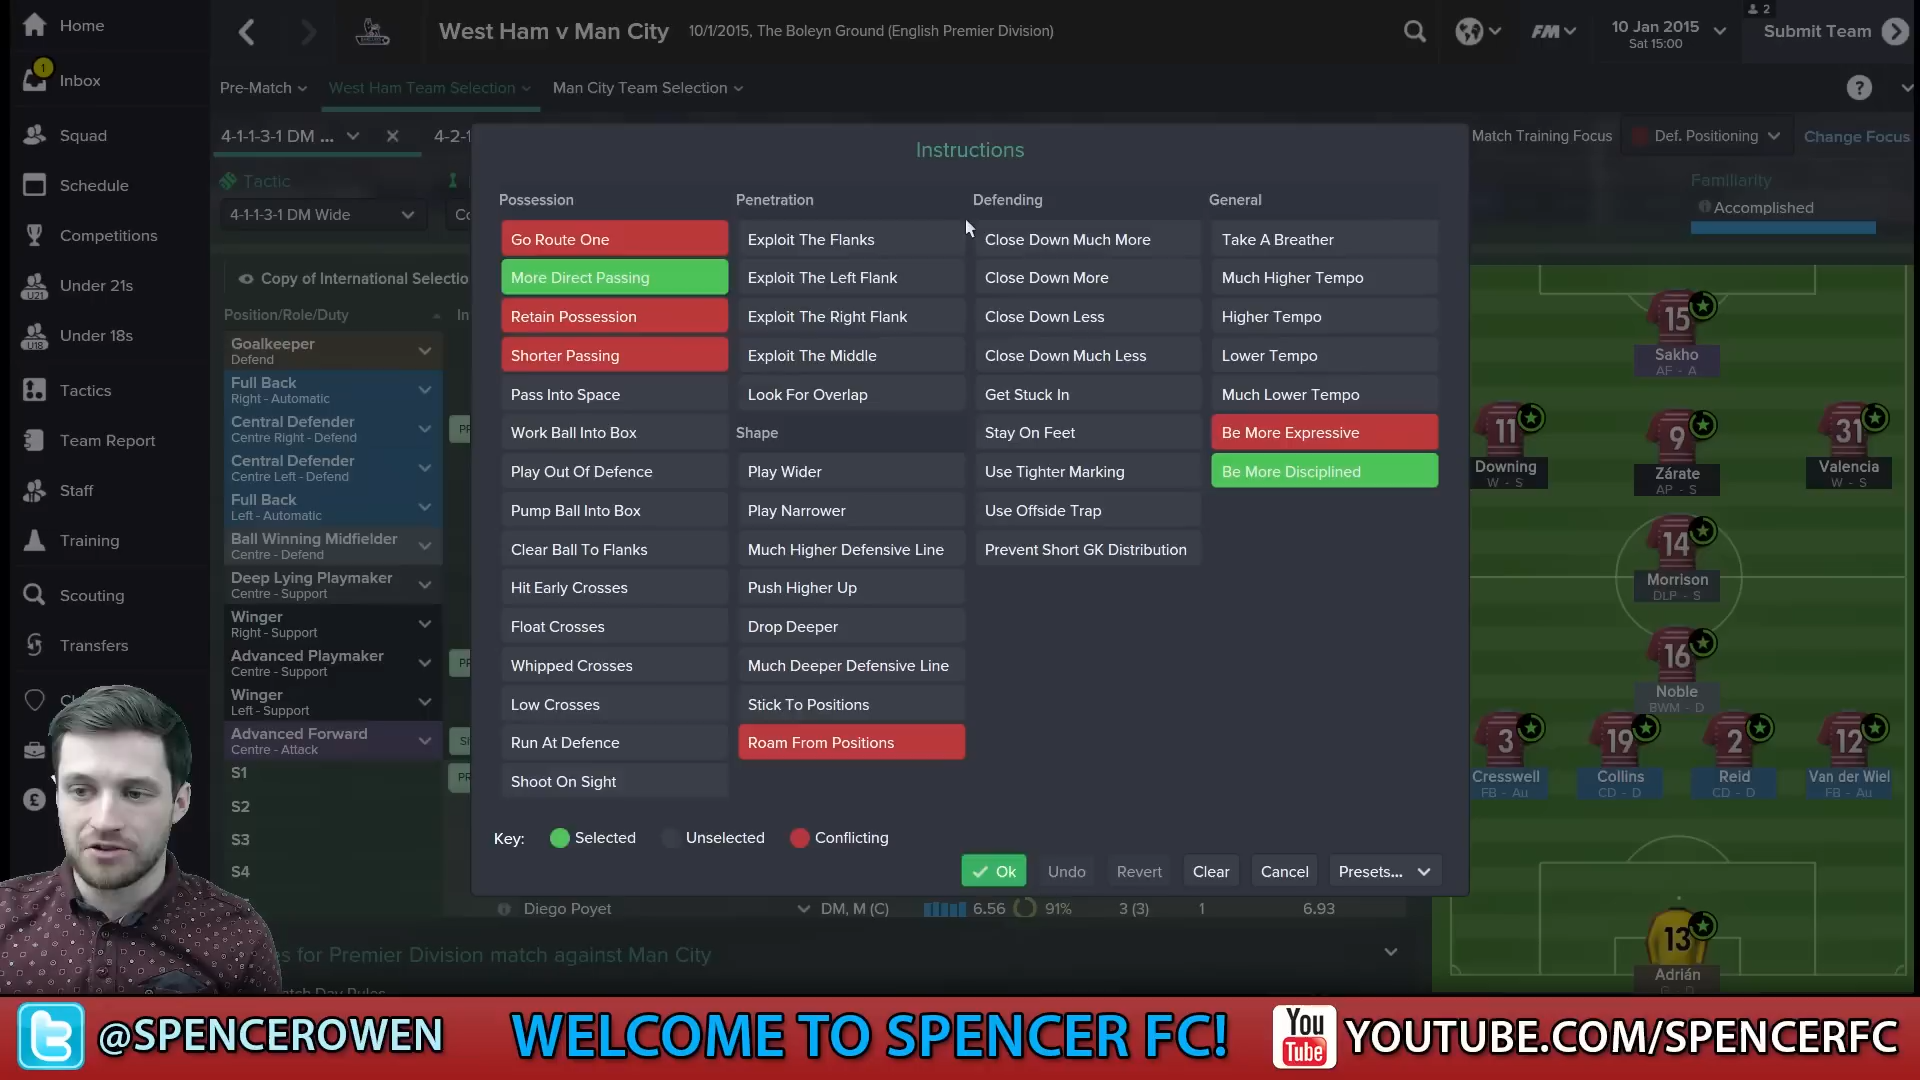 Home
West Ham v Man City 10/1/2015, The Boleyn Ground (English Premier Division)
FM
10 Jan 2015
Sat 15:00
2
Submit Team
1
Inbox
Pre-Match West Ham Team Selection Man City Team Selection
?
Squad
4-1-1-3-1 DM ... 4-2-1
Match Training Focus Def. Positioning Change Focus
Instructions
Tactic
Familiarity
Accomplished
Schedule
4-1-1-3-1 DM Wide Co
Competitions
Under 21s
Under 18s
Tactics
Team Report
Staff
Training
Scouting
Transfers
Copy of International Selectio
Position/Role/Duty In
Goalkeeper
Defend
Full Back
Right - Automatic
Central Defender
Centre Right - Defend
Central Defender
Centre Left - Defend
Full Back
Left - Automatic
Ball Winning Midfielder
Centre - Defend
Deep Lying Playmaker
Centre - Support
Winger
Right - Support
Advanced Playmaker
Centre - Support
Winger
Left - Support
Advanced Forward
Centre - Attack
S1
S2
S3
S4
Possession
Go Route One
More Direct Passing
Retain Possession
Shorter Passing
Pass Into Space
Work Ball Into Box
Play Out Of Defence
Pump Ball Into Box
Clear Ball To Flanks
Hit Early Crosses
Float Crosses
Whipped Crosses
Low Crosses
Run At Defence
Shoot On Sight
Penetration
Exploit The Flanks
Exploit The Left Flank
Exploit The Right Flank
Exploit The Middle
Look For Overlap
Shape
Play Wider
Play Narrower
Much Higher Defensive Line
Push Higher Up
Drop Deeper
Much Deeper Defensive Line
Stick To Positions
Roam From Positions
Defending
Close Down Much More
Close Down More
Close Down Less
Close Down Much Less
Get Stuck In
Stay On Feet
Use Tighter Marking
Use Offside Trap
Prevent Short GK Distribution
General
Take A Breather
Much Higher Tempo
Higher Tempo
Lower Tempo
Much Lower Tempo
Be More Expressive
Be More Disciplined
Key: Selected Unselected Conflicting
Ok Undo Revert Clear Cancel Presets...
15
Sakho
AF - A
11
Downing
W - S
9
Zárate
AP - S
31
Valencia
W - S
14
Morrison
DLP - S
16
Noble
BWM - D
3
Cresswell
FB - Au
19
Collins
CD - D
2
Reid
CD - D
12
Van der Wiel
FB - Au
13
Adrián
Diego Poyet DM, M (C) 6.56 91% 3 (3) 1 6.93
s for Premier Division match against Man City
@SPENCEROWEN WELCOME TO SPENCER FC! You Tube YOUTUBE.COM/SPENCERFC